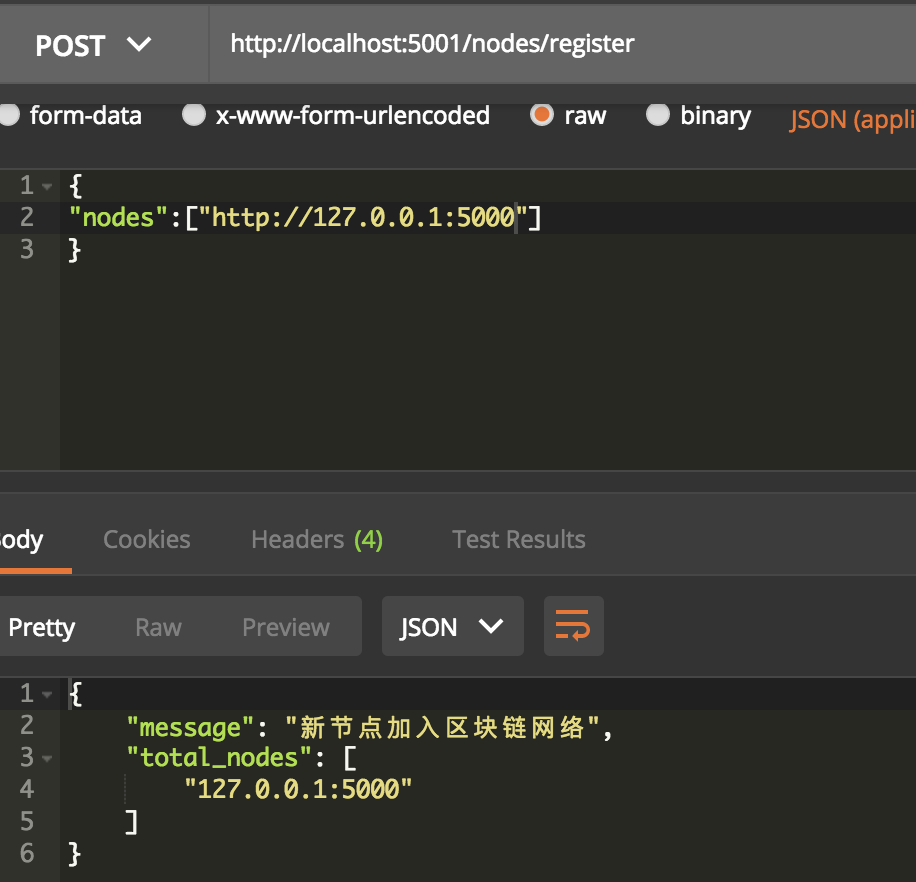 POST http://localhost:5001/nodes/register
form-data x-www-form-urlencoded raw binary JSON (appli
1 {
2 "nodes":["http://127.0.0.1:5000"]
3 }
ody Cookies Headers (4) Test Results
Pretty Raw Preview JSON
1 {
2 "message": "新节点加入区块链网络",
3 "total_nodes": [
4 "127.0.0.1:5000"
5 ]
6 }